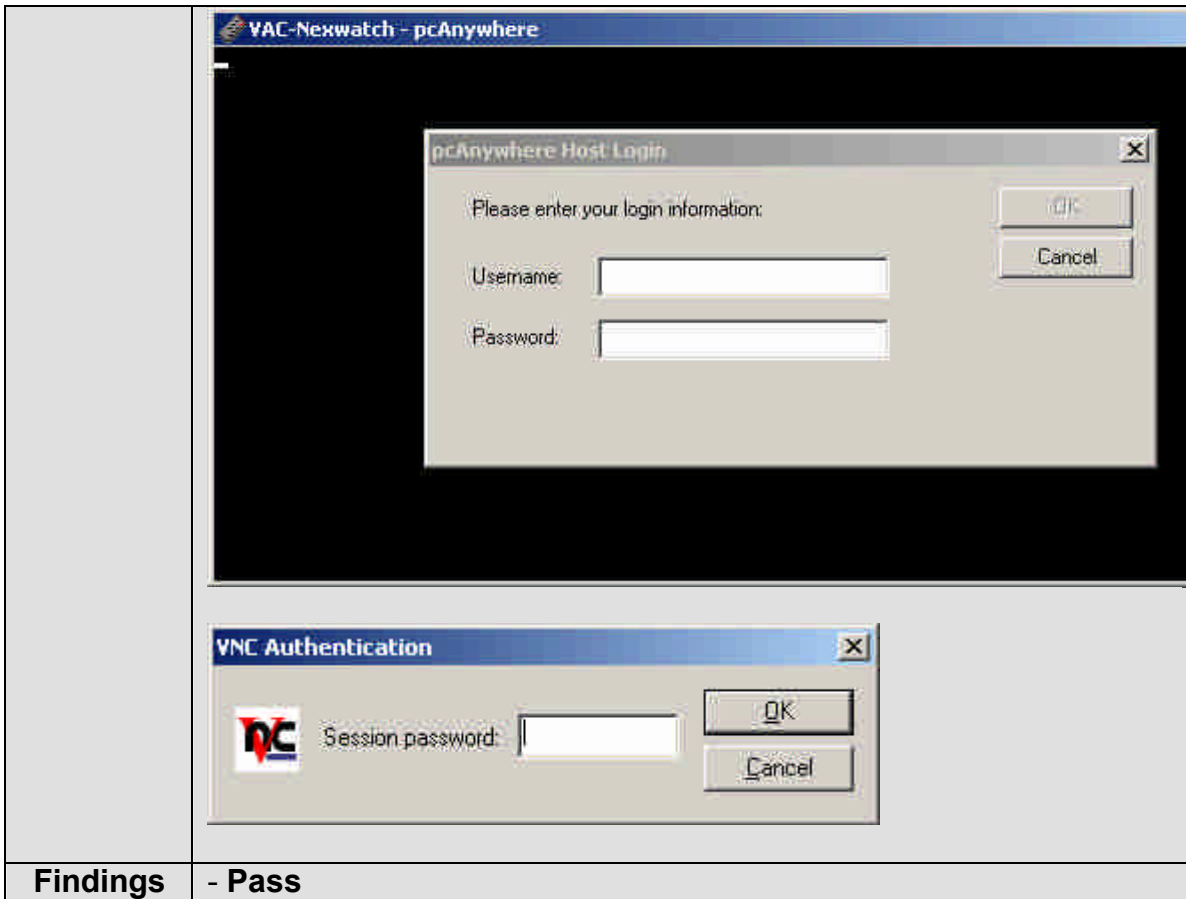 VAC-Nexwatch - pcAnywhere
pcAnywhere Host Login
Please enter your login information:
OK
Username:
Cancel
Password:
VNC Authentication
VNC
Session password:
OK
Cancel
Findings - Pass